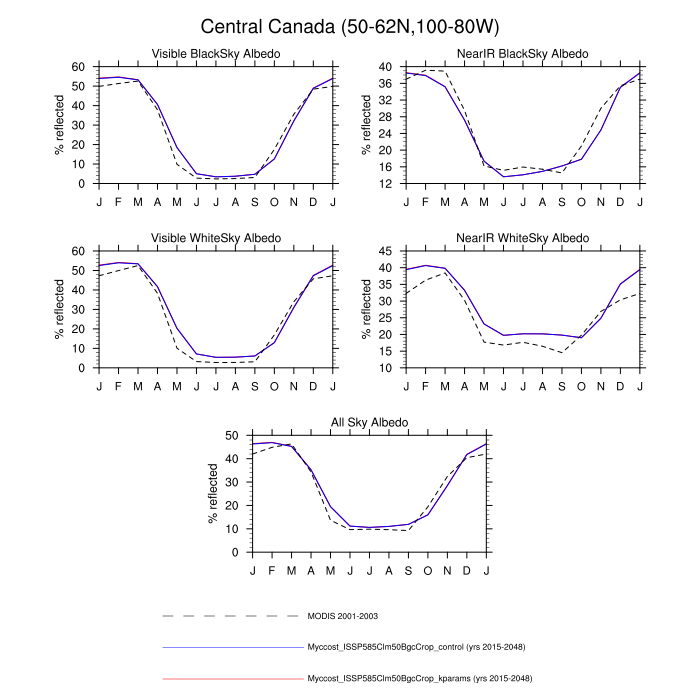 Central Canada (50-62N,100-80W)
Visible BlackSky Albedo
60
50
40
30
20
10
0
% reflected
J F M A M J J A S O N D J
NearIR BlackSky Albedo
40
36
32
28
24
20
16
12
% reflected
J F M A M J J A S O N D J
Visible WhiteSky Albedo
60
50
40
30
20
10
0
% reflected
J F M A M J J A S O N D J
NearIR WhiteSky Albedo
45
40
35
30
25
20
15
10
% reflected
J F M A M J J A S O N D J
All Sky Albedo
50
40
30
20
10
0
% reflected
J F M A M J J A S O N D J
MODIS 2001-2003
Myccost_ISSP585Clm50BgcCrop_control (yrs 2015-2048)
Myccost_ISSP585Clm50BgcCrop_kparams (yrs 2015-2048)